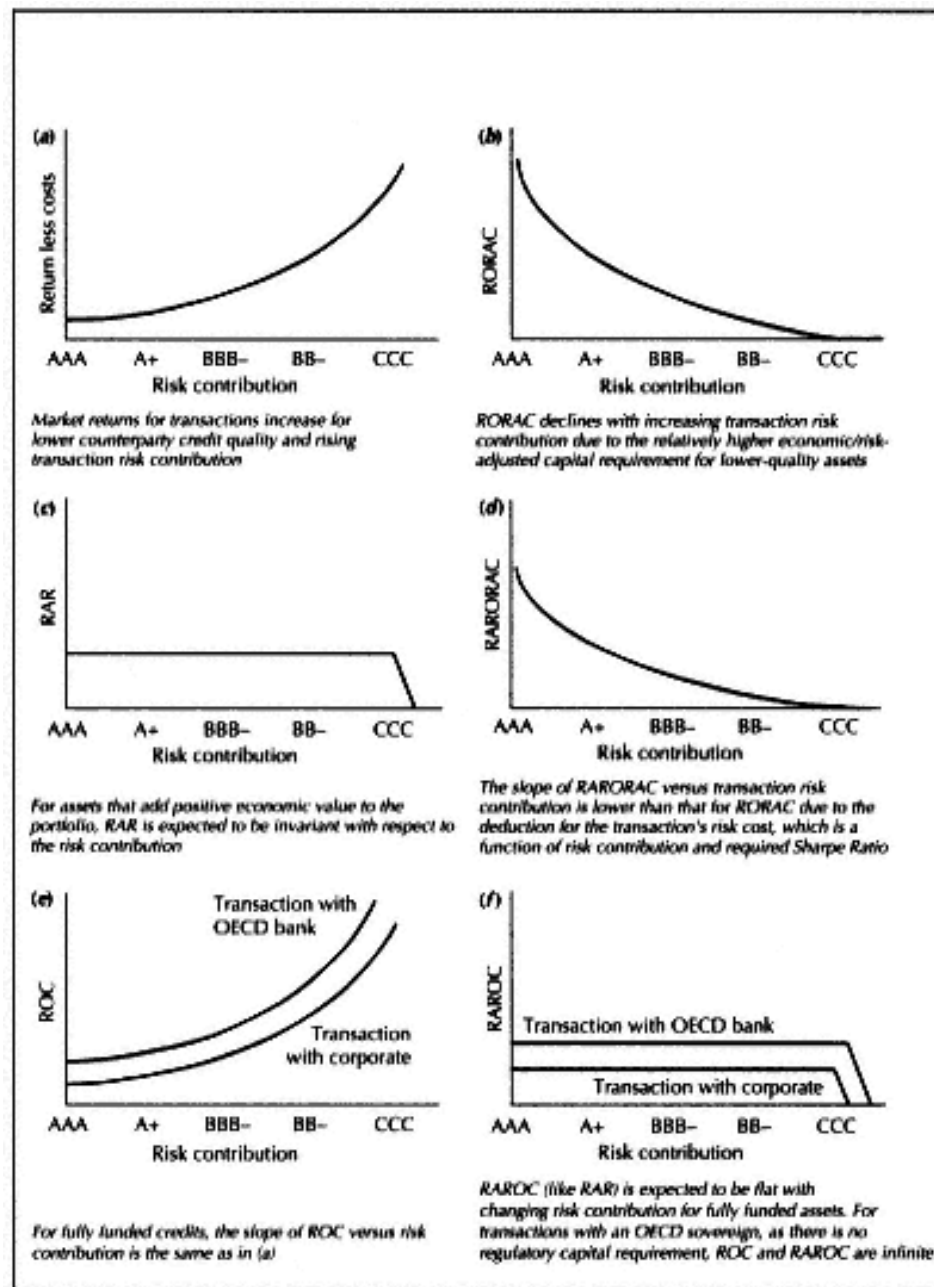 (a)
Return less costs
AAA A+ BBB– BB– CCC
Risk contribution
Market returns for transactions increase for
lower counterparty credit quality and rising
transaction risk contribution
(b)
RORAC
AAA A+ BBB– BB– CCC
Risk contribution
RORAC declines with increasing transaction risk
contribution due to the relatively higher economic/risk-
adjusted capital requirement for lower-quality assets
(c)
RAR
AAA A+ BBB– BB– CCC
Risk contribution
For assets that add positive economic value to the
portfolio, RAR is expected to be invariant with respect to
the risk contribution
(d)
RARORAC
AAA A+ BBB– BB– CCC
Risk contribution
The slope of RARORAC versus transaction risk
contribution is lower than that for RORAC due to the
deduction for the transaction's risk cost, which is a
function of risk contribution and required Sharpe Ratio
(e)
ROC
Transaction with
OECD bank
Transaction
with corporate
AAA A+ BBB– BB– CCC
Risk contribution
For fully funded credits, the slope of ROC versus risk
contribution is the same as in (a)
(f)
RAROC
Transaction with OECD bank
Transaction with corporate
AAA A+ BBB– BB– CCC
Risk contribution
RAROC (like RAR) is expected to be flat with
changing risk contribution for fully funded assets. For
transactions with an OECD sovereign, as there is no
regulatory capital requirement, ROC and RAROC are infinite